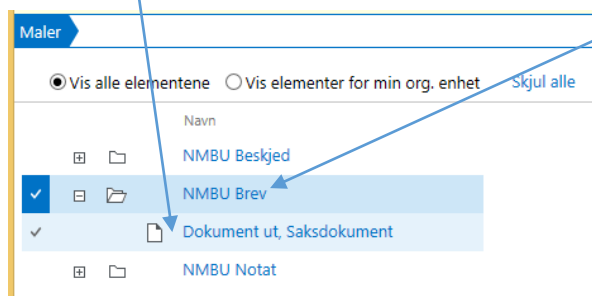 Maler
Vis alle elementene Vis elementer for min org. enhet Skjul alle
Navn
NMBU Beskjed
NMBU Brev
Dokument ut, Saksdokument
NMBU Notat